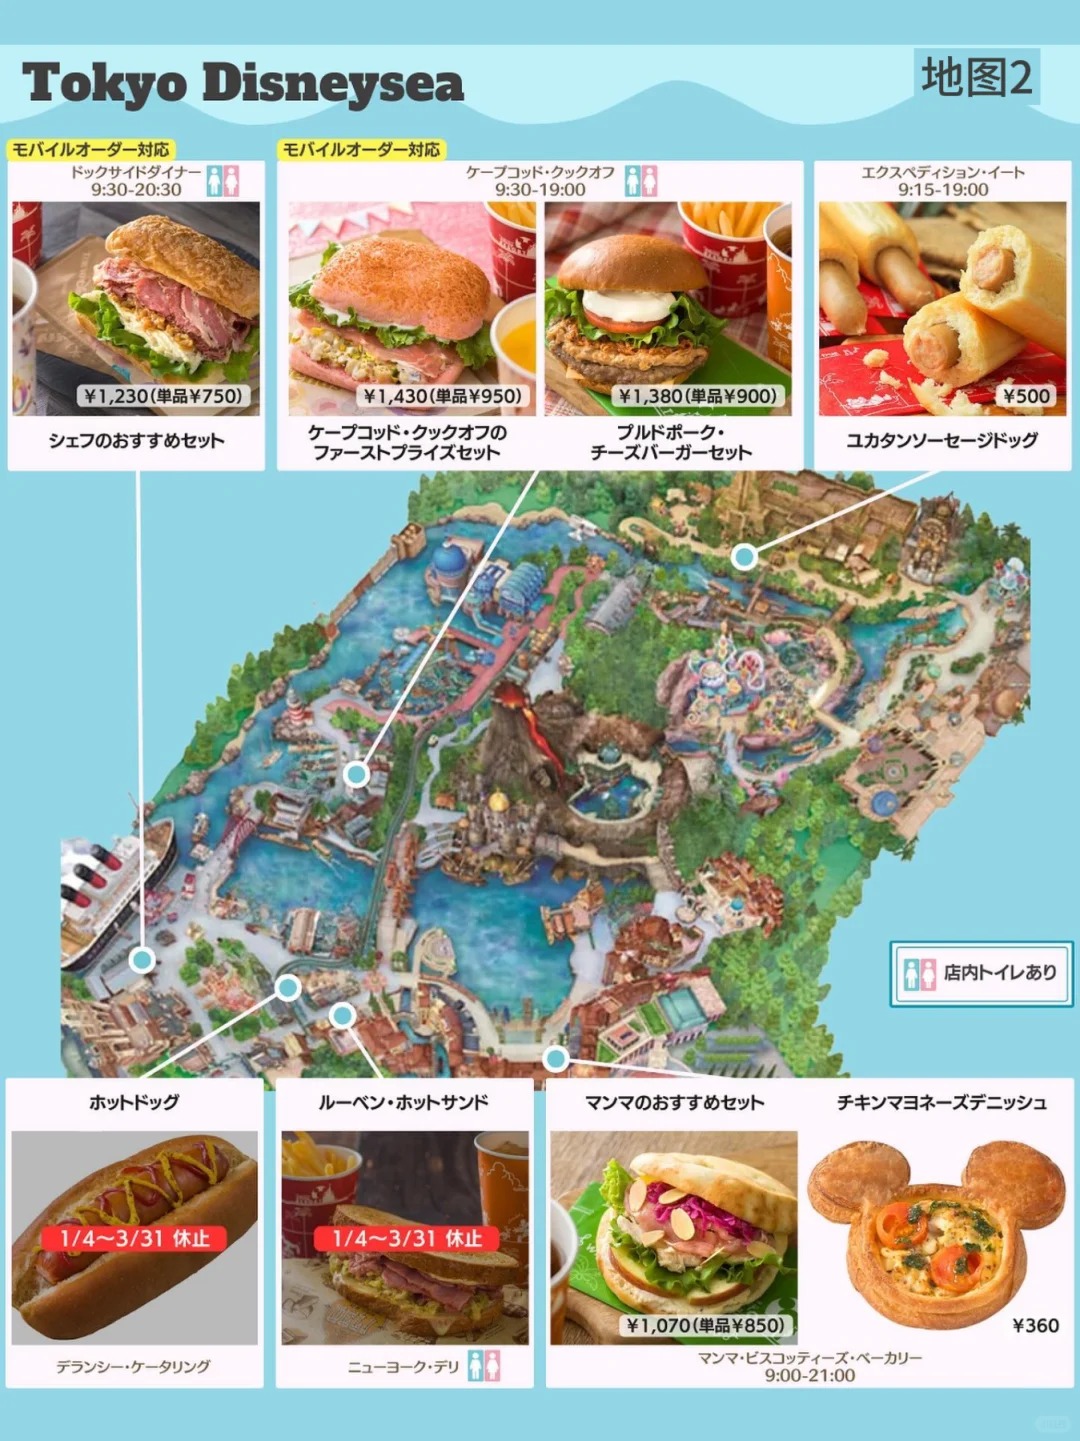 Tokyo Disneysea
地图2
モバイルオーダー対応
ドックサイドダイナー
9:30-20:30
¥1,230(単品¥750)
シェフのおすすめセット
モバイルオーダー対応
ケープコッド・クックオフ
9:30-19:00
¥1,430(単品¥950)
ケープコッド・クックオフの
ファーストプライズセット
¥1,380(単品¥900)
プルドポーク・
チーズバーガーセット
エクスペディション・イート
9:15-19:00
¥500
ユカタンソーセージドッグ
店内トイレあり
ホットドッグ
1/4〜3/31 休止
デランシー・ケータリング
ルーベン・ホットサンド
1/4〜3/31 休止
ニューヨーク・デリ
マンマのおすすめセット
¥1,070(単品¥850)
チキンマヨネーズデニッシュ
¥360
マンマ・ビスコッティーズ・ベーカリー
9:00-21:00